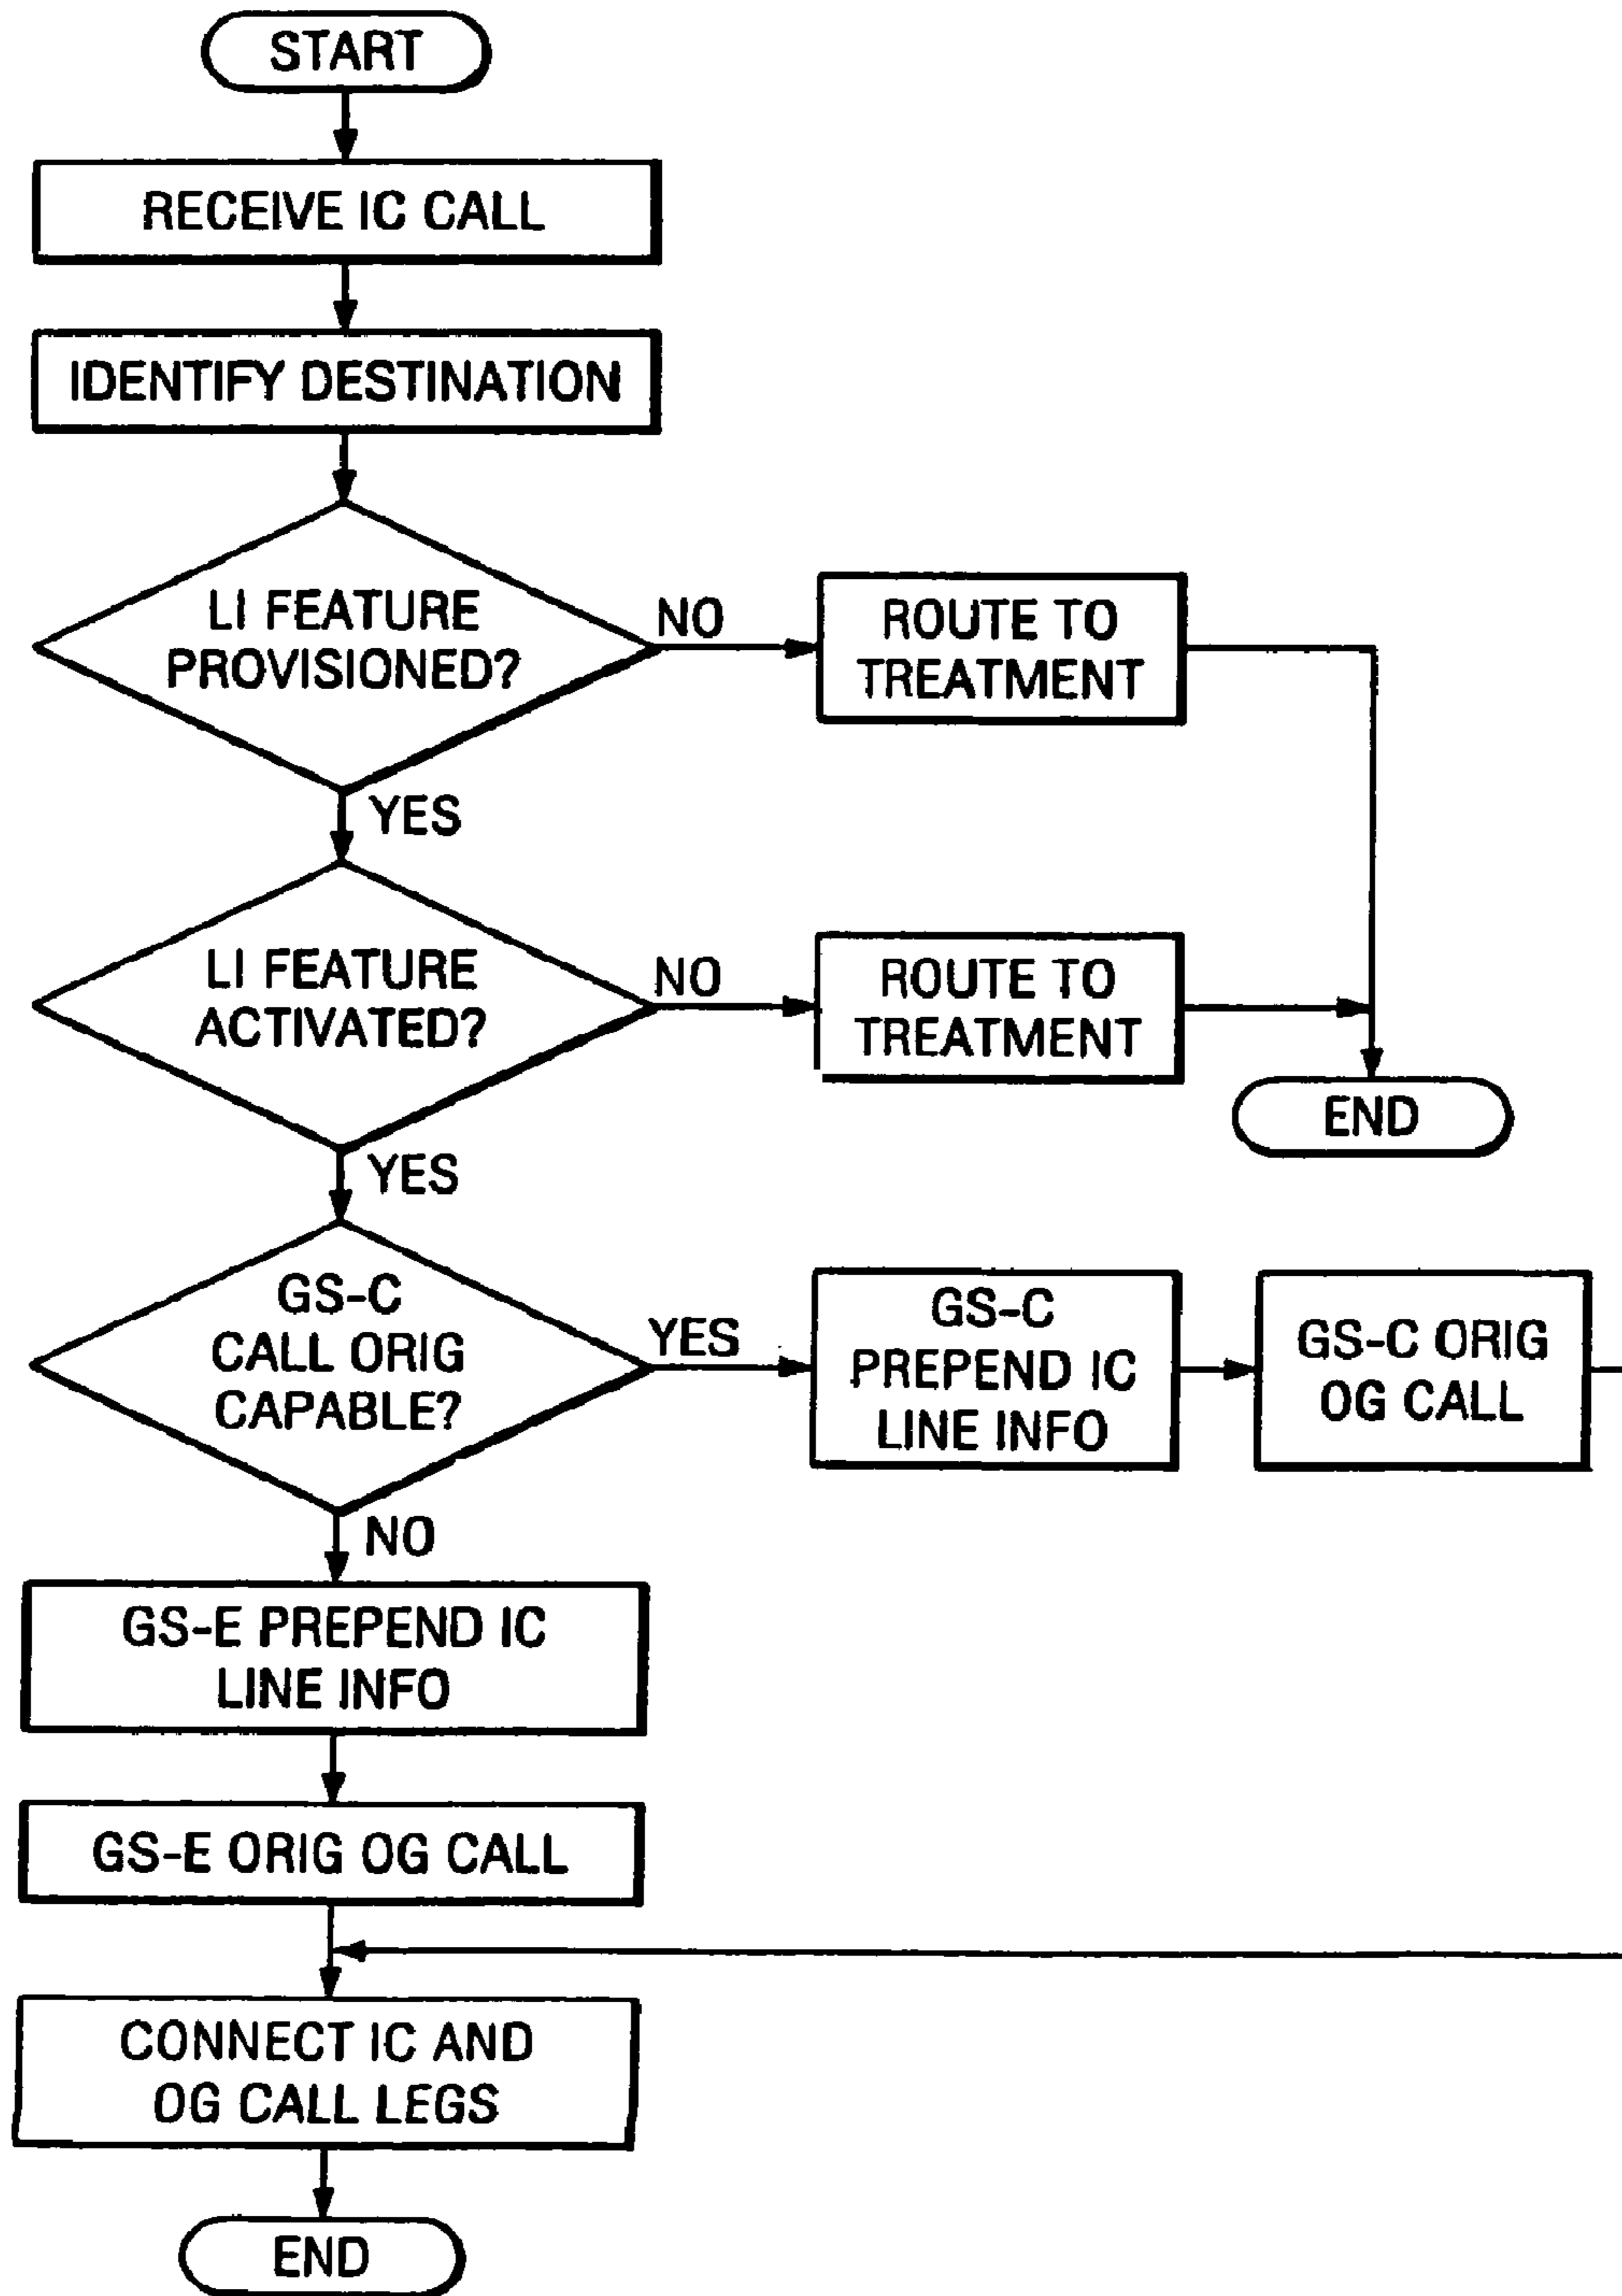 START
RECEIVE IC CALL
IDENTIFY DESTINATION
LI FEATURE
PROVISIONED?
NO
ROUTE TO
TREATMENT
YES
LI FEATURE
ACTIVATED?
NO
ROUTE TO
TREATMENT
END
YES
GS-C
CALL ORIG
CAPABLE?
YES
GS-C
PREPEND IC
LINE INFO
GS-C ORIG
OG CALL
NO
GS-E PREPEND IC
LINE INFO
GS-E ORIG OG CALL
CONNECT IC AND
OG CALL LEGS
END